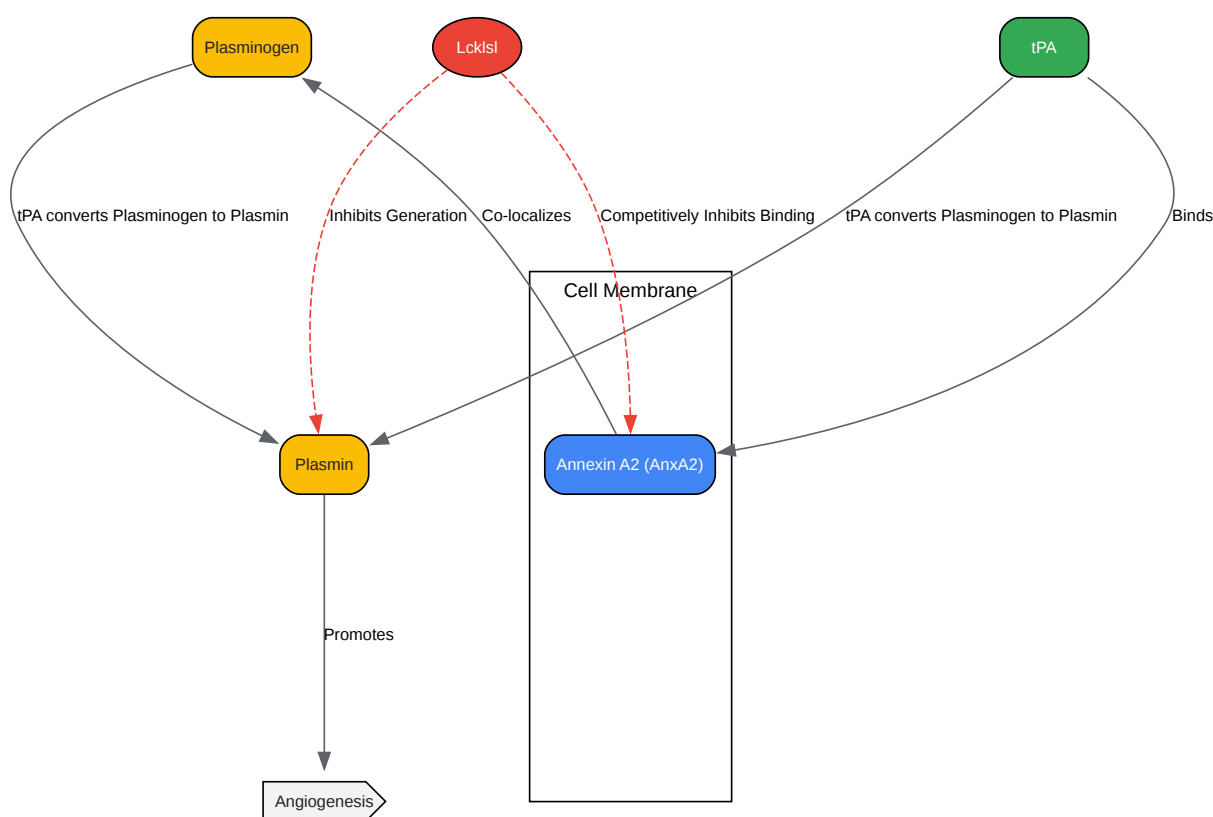 Plasminogen
Lcklsl
tPA
tPA converts Plasminogen to Plasmin
Inhibits Generation
Co-localizes
Competitively Inhibits Binding
tPA converts Plasminogen to Plasmin
Binds
Cell Membrane
Plasmin
Annexin A2 (AnxA2)
Promotes
Angiogenesis